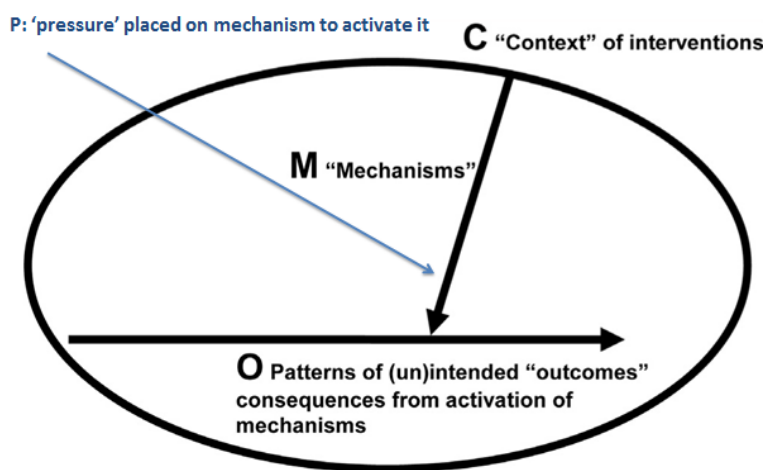 P: ‘pressure’ placed on mechanism to activate it
C “Context” of interventions
M “Mechanisms”
O Patterns of (un)intended “outcomes”
consequences from activation of
mechanisms